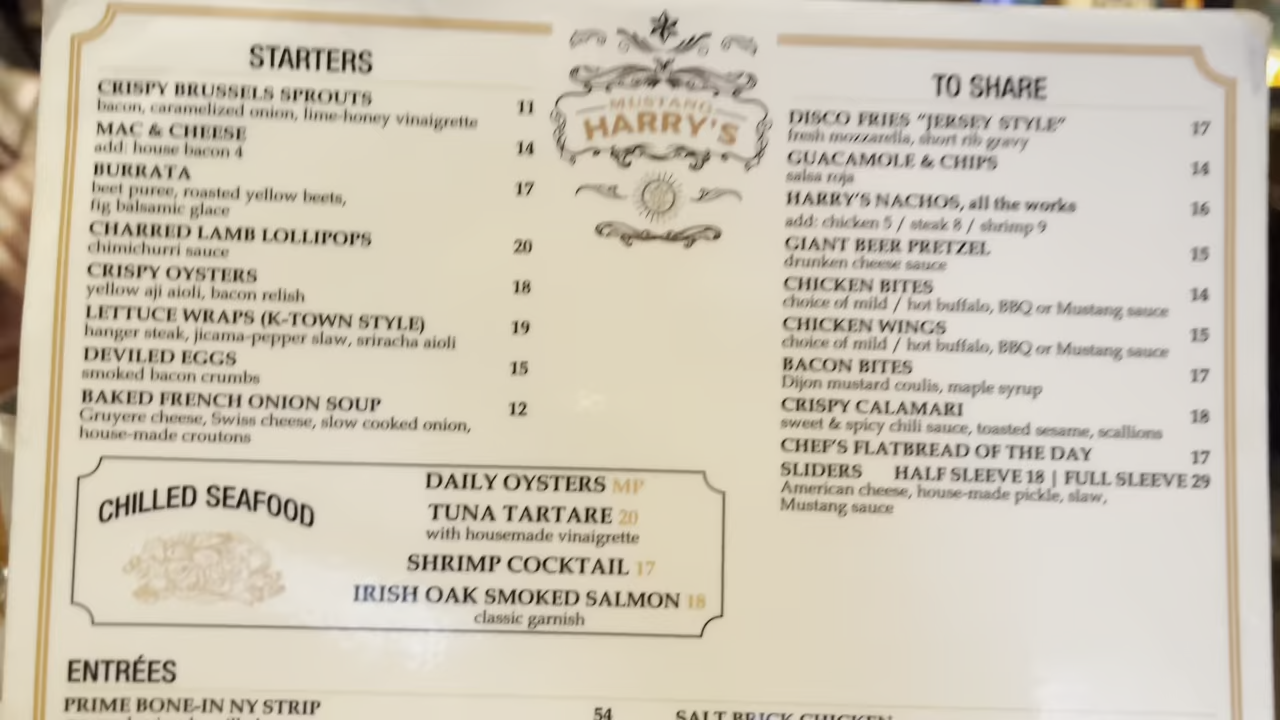 MUSTANG
HARRY'S
STARTERS
CRISPY BRUSSELS SPROUTS 11
bacon, caramelized onion, lime-honey vinaigrette
MAC & CHEESE 14
add: house bacon 4
BURRATA 17
beet puree, roasted yellow beets,
fig balsamic glace
CHARRED LAMB LOLLIPOPS 20
chimichurri sauce
CRISPY OYSTERS 18
yellow aji aioli, bacon relish
LETTUCE WRAPS (K-TOWN STYLE) 19
hanger steak, jicama-pepper slaw, sriracha aioli
DEVILED EGGS 15
smoked bacon crumbs
BAKED FRENCH ONION SOUP 12
Gruyere cheese, Swiss cheese, slow cooked onion,
house-made croutons
TO SHARE
DISCO FRIES "JERSEY STYLE" 17
fresh mozzarella, short rib gravy
GUACAMOLE & CHIPS 14
salsa roja
HARRY'S NACHOS, all the works 16
add: chicken 5 / steak 8 / shrimp 9
GIANT BEER PRETZEL 15
drunken cheese sauce
CHICKEN BITES 14
choice of mild / hot buffalo, BBQ or Mustang sauce
CHICKEN WINGS 15
choice of mild / hot buffalo, BBQ or Mustang sauce
BACON BITES 17
Dijon mustard coulis, maple syrup
CRISPY CALAMARI 18
sweet & spicy chili sauce, toasted sesame, scallions
CHEF'S FLATBREAD OF THE DAY 17
SLIDERS HALF SLEEVE 18 | FULL SLEEVE 29
American cheese, house-made pickle, slaw,
Mustang sauce
CHILLED SEAFOOD
DAILY OYSTERS MP
TUNA TARTARE 20
with housemade vinaigrette
SHRIMP COCKTAIL 17
IRISH OAK SMOKED SALMON 18
classic garnish
ENTRÉES
PRIME BONE-IN NY STRIP 54
SALT BRICK CHICKEN